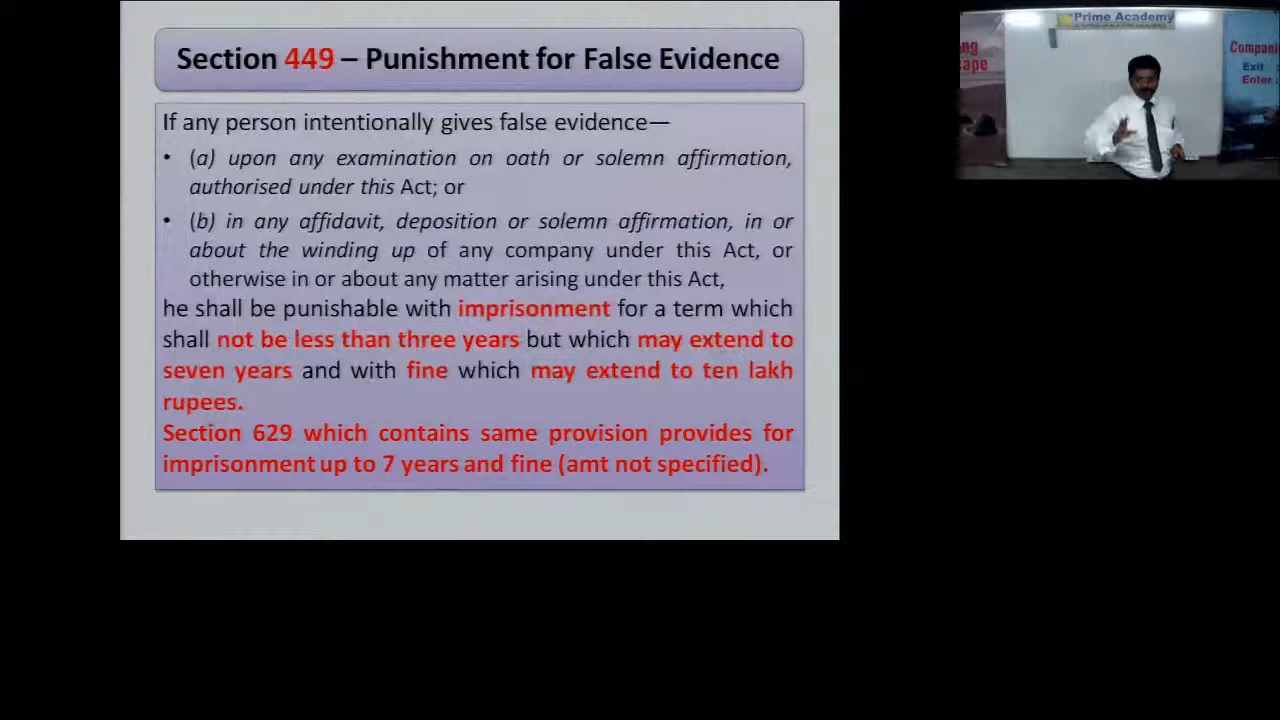 Section 449 – Punishment for False Evidence
If any person intentionally gives false evidence—
• (a) upon any examination on oath or solemn affirmation,
authorised under this Act; or
• (b) in any affidavit, deposition or solemn affirmation, in or
about the winding up of any company under this Act, or
otherwise in or about any matter arising under this Act,
he shall be punishable with imprisonment for a term which
shall not be less than three years but which may extend to
seven years and with fine which may extend to ten lakh
rupees.
Section 629 which contains same provision provides for
imprisonment up to 7 years and fine (amt not specified).
Prime Academy
ng
cape
Compani
Exit :
Enter :